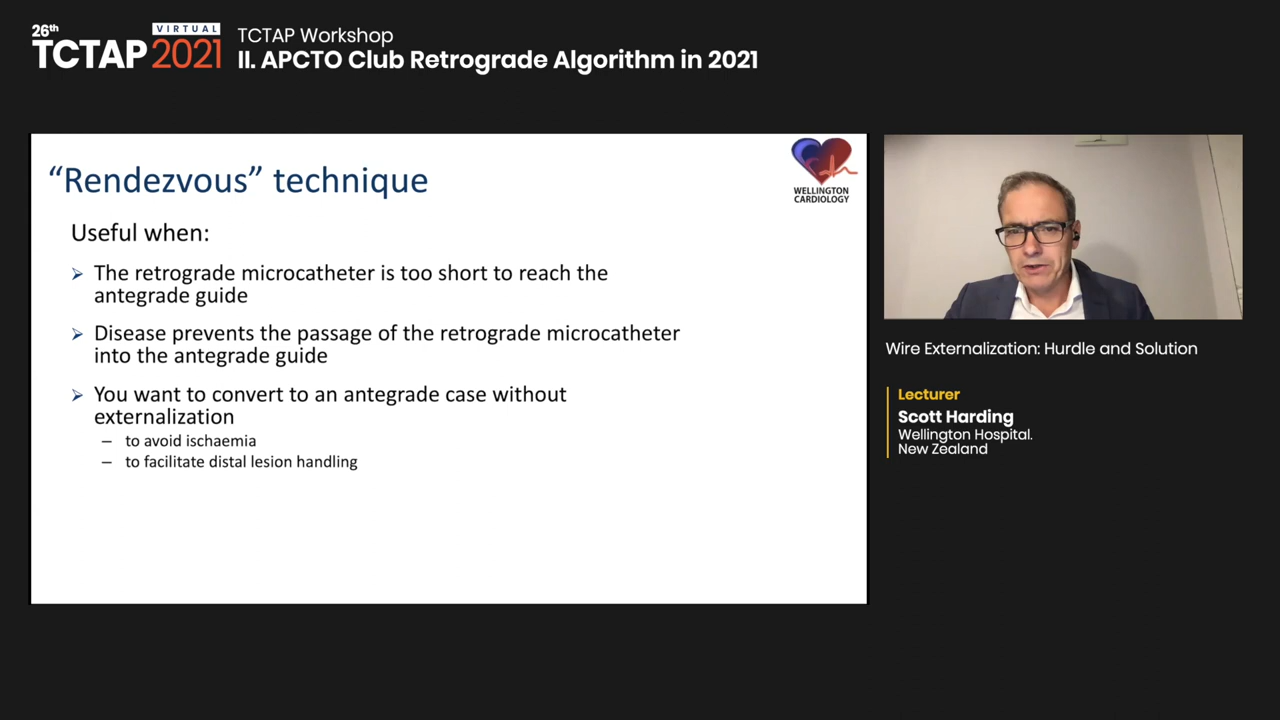 26th
VIRTUAL
TCTAP 2021
TCTAP Workshop
II. APCTO Club Retrograde Algorithm in 2021
“Rendezvous” technique
WELLINGTON
CARDIOLOGY
Useful when:
➢ The retrograde microcatheter is too short to reach the
antegrade guide
➢ Disease prevents the passage of the retrograde microcatheter
into the antegrade guide
➢ You want to convert to an antegrade case without
externalization
– to avoid ischaemia
– to facilitate distal lesion handling
Wire Externalization: Hurdle and Solution
Lecturer
Scott Harding
Wellington Hospital.
New Zealand